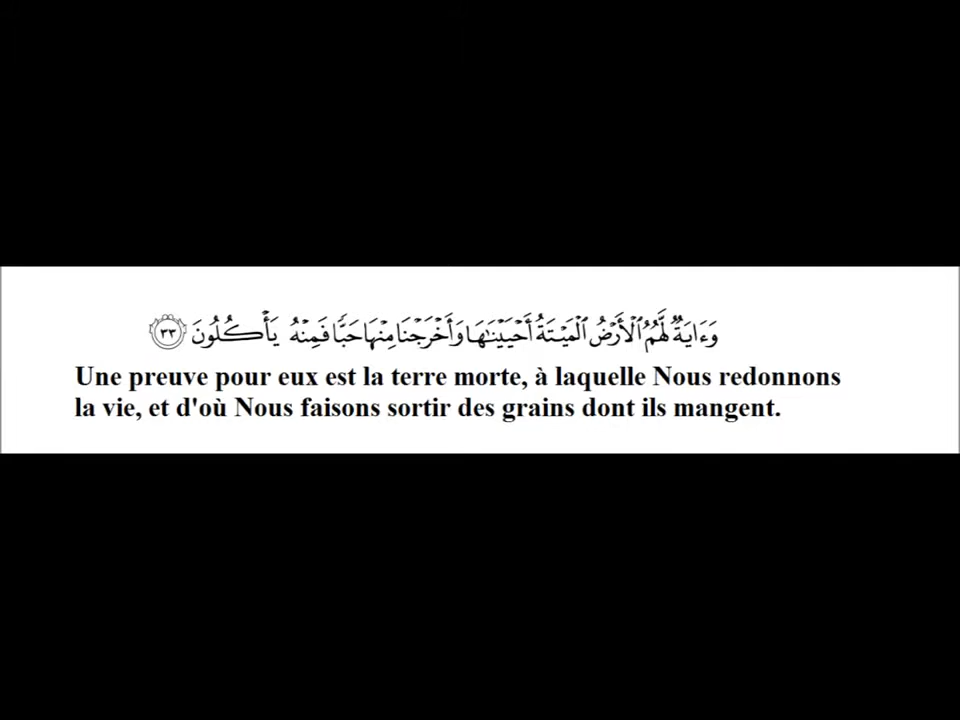 وَءَايَةٌ لَّهُمُ ٱلْأَرْضُ ٱلْمَيْتَةُ أَحْيَيْنَـٰهَا وَأَخْرَجْنَا مِنْهَا حَبًّا فَمِنْهُ يَأْكُلُونَ ٣٣
Une preuve pour eux est la terre morte, à laquelle Nous redonnons
la vie, et d'où Nous faisons sortir des grains dont ils mangent.